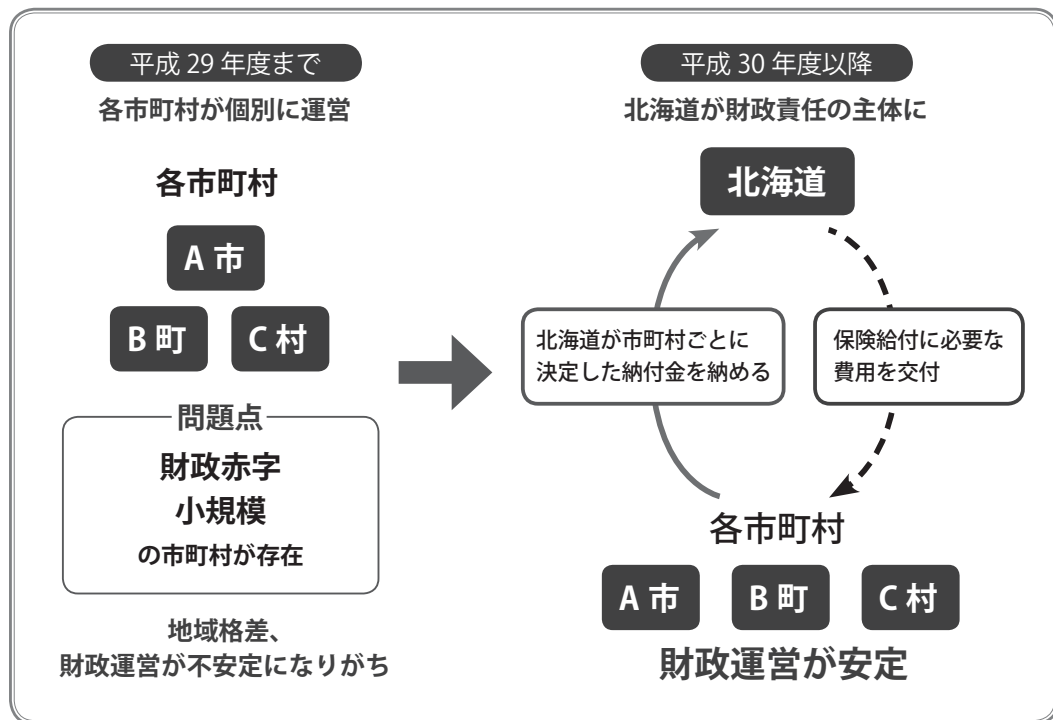 平成 29 年度まで
各市町村が個別に運営
各市町村
A 市
B 町
C 村
問題点
財政赤字
小規模
の市町村が存在
地域格差、
財政運営が不安定になりがち
平成 30 年度以降
北海道が財政責任の主体に
北海道
北海道が市町村ごとに
決定した納付金を納める
保険給付に必要な
費用を交付
各市町村
A 市
B 町
C 村
財政運営が安定